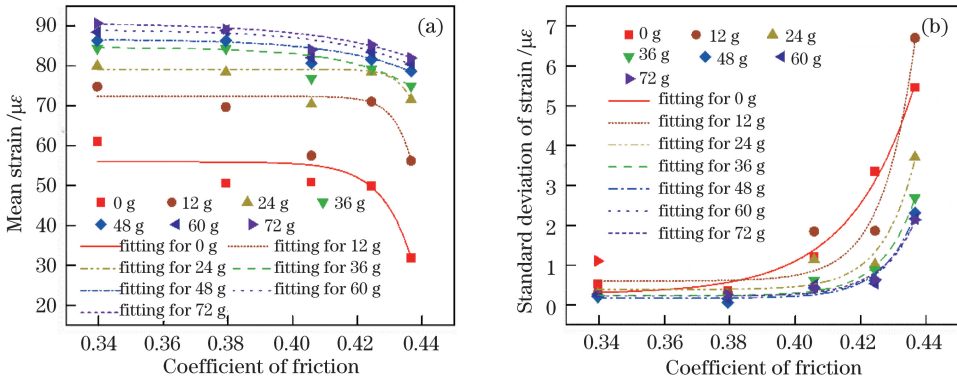 (a)
Mean strain /με
90
80
70
60
50
40
30
20
0 g 12 g 24 g 36 g
48 g 60 g 72 g
fitting for 0 g fitting for 12 g
fitting for 24 g fitting for 36 g
fitting for 48 g fitting for 60 g
fitting for 72 g
0.34 0.36 0.38 0.40 0.42 0.44
Coefficient of friction
(b)
Standard deviation of strain/με
7
6
5
4
3
2
1
0
0 g 12 g 24 g
36 g 48 g 60 g
72 g
fitting for 0 g
fitting for 12 g
fitting for 24 g
fitting for 36 g
fitting for 48 g
fitting for 60 g
fitting for 72 g
0.34 0.36 0.38 0.40 0.42 0.44
Coefficient of friction